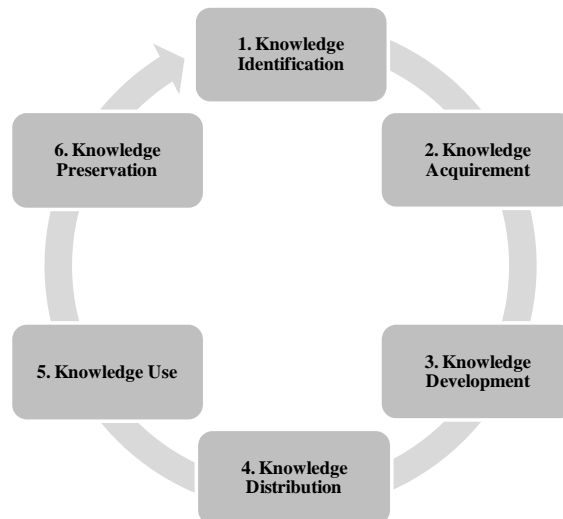 1. Knowledge
Identification
2. Knowledge
Acquirement
3. Knowledge
Development
4. Knowledge
Distribution
5. Knowledge Use
6. Knowledge
Preservation